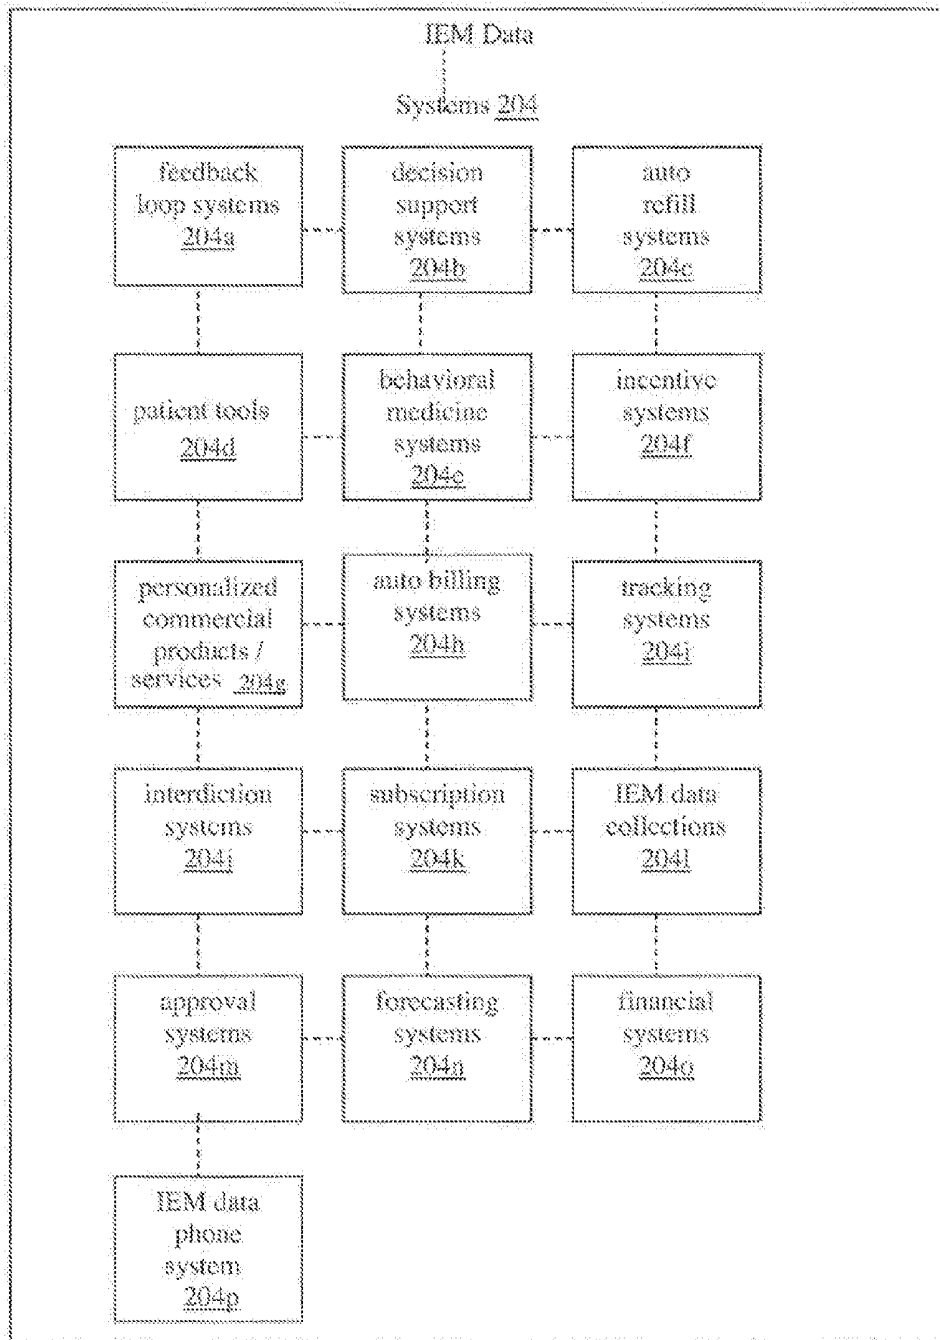 IEM Data
Systems 204
feedback
loop systems
204a
decision
support
systems
204b
auto
refill
systems
204c
patient tools
204d
behavioral
medicine
systems
204e
incentive
systems
204f
personalized
commercial
products /
services 204g
auto billing
systems
204h
tracking
systems
204i
interdiction
systems
204j
subscription
systems
204k
IEM data
collections
204l
approval
systems
204m
forecasting
systems
204n
financial
systems
204o
IEM data
phone
system
204p